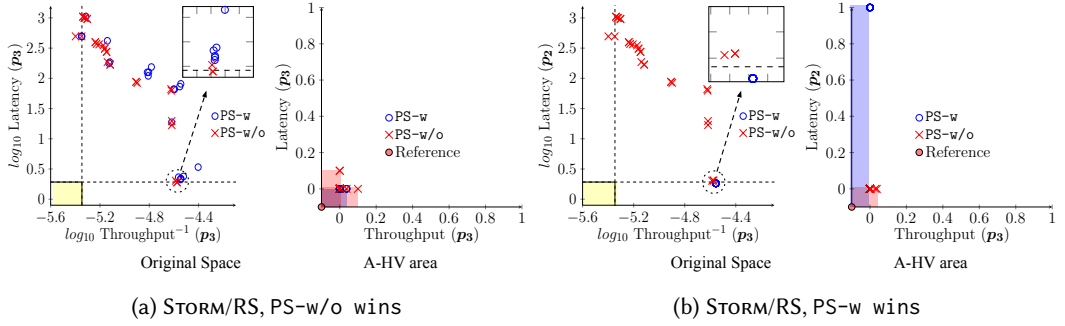 3
2.5
2
1.5
1
0.5
0
log10 Latency (p3)
PS-w
PS-w/o
−5.6 −5.2 −4.8 −4.4
log10 Throughput−1 (p3)
Original Space
1
0.8
0.6
0.4
0.2
0
Latency (p3)
PS-w
PS-w/o
Reference
0 0.2 0.4 0.6 0.8 1
Throughput (p3)
A-HV area
(a) STORM/RS, PS-w/o wins
3
2.5
2
1.5
1
0.5
0
log10 Latency (p2)
PS-w
PS-w/o
−5.6 −5.2 −4.8 −4.4
log10 Throughput−1 (p3)
Original Space
1
0.8
0.6
0.4
0.2
0
Latency (p2)
PS-w
PS-w/o
Reference
0 0.2 0.4 0.6 0.8 1
Throughput (p3)
A-HV area
(b) STORM/RS, PS-w wins